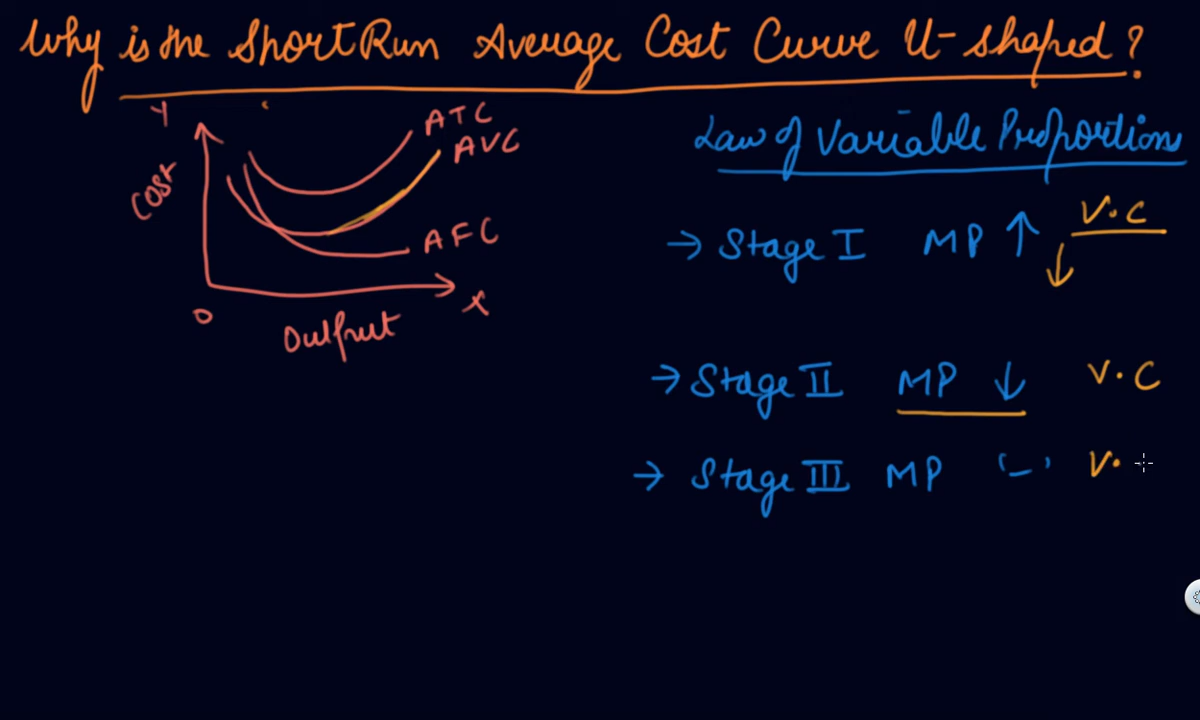 Why is the Short Run Average Cost Curve U-shaped?
Y
ATC
AVC
Cost
AFC
O
X
Output
Law of Variable Proportions
→ Stage I MP ↑ V.C ↓
→ Stage II MP ↓ V.C
→ Stage III MP (-) V.